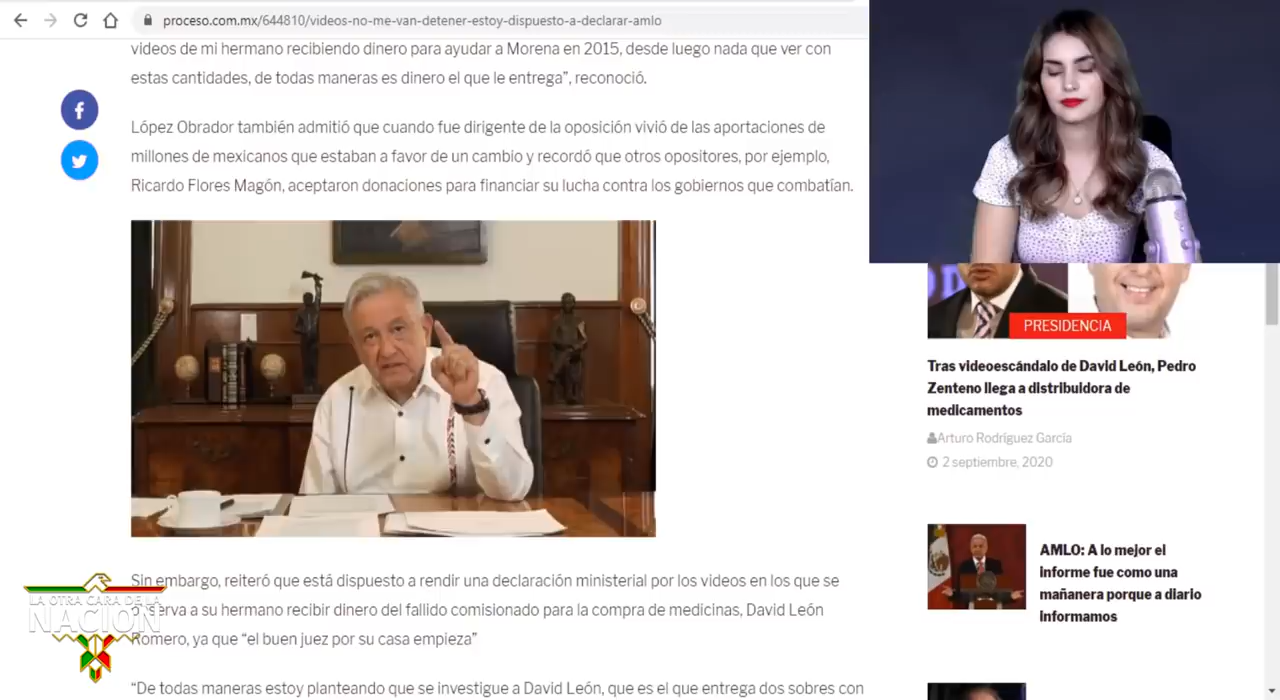 proceso.com.mx/644810/videos-no-me-van-detener-estoy-dispuesto-a-declarar-amlo
videos de mi hermano recibiendo dinero para ayudar a Morena en 2015, desde luego nada que ver con
estas cantidades, de todas maneras es dinero el que le entrega”, reconoció.
López Obrador también admitió que cuando fue dirigente de la oposición vivió de las aportaciones de
millones de mexicanos que estaban a favor de un cambio y recordó que otros opositores, por ejemplo,
Ricardo Flores Magón, aceptaron donaciones para financiar su lucha contra los gobiernos que combatían.
Sin embargo, reiteró que está dispuesto a rendir una declaración ministerial por los videos en los que se
observa a su hermano recibir dinero del fallido comisionado para la compra de medicinas, David León
Romero, ya que “el buen juez por su casa empieza”
“De todas maneras estoy planteando que se investigue a David León, que es el que entrega dos sobres con
PRESIDENCIA
Tras videoescándalo de David León, Pedro
Zenteno llega a distribuidora de
medicamentos
Arturo Rodríguez García
2 septiembre, 2020
AMLO: A lo mejor el
informe fue como una
mañanera porque a diario
informamos
LA OTRA CARA DE LA
NACIÓN